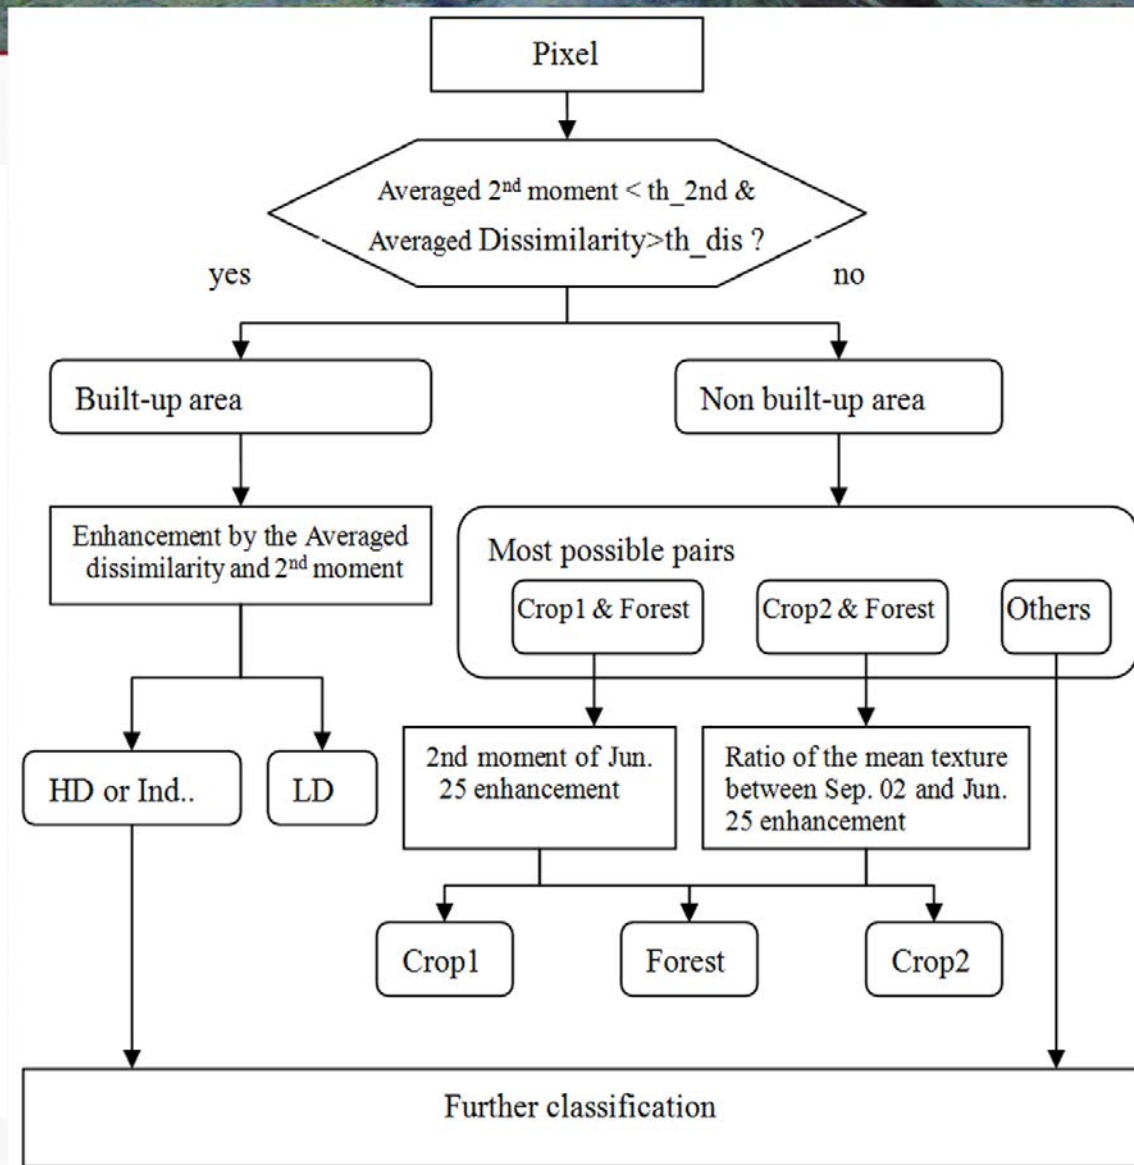 Pixel
Averaged 2nd moment < th_2nd &
Averaged Dissimilarity>th_dis ?
yes
no
Built-up area
Non built-up area
Enhancement by the Averaged
dissimilarity and 2nd moment
Most possible pairs
Crop1 & Forest
Crop2 & Forest
Others
HD or Ind..
LD
2nd moment of Jun.
25 enhancement
Ratio of the mean texture
between Sep. 02 and Jun.
25 enhancement
Crop1
Forest
Crop2
Further classification